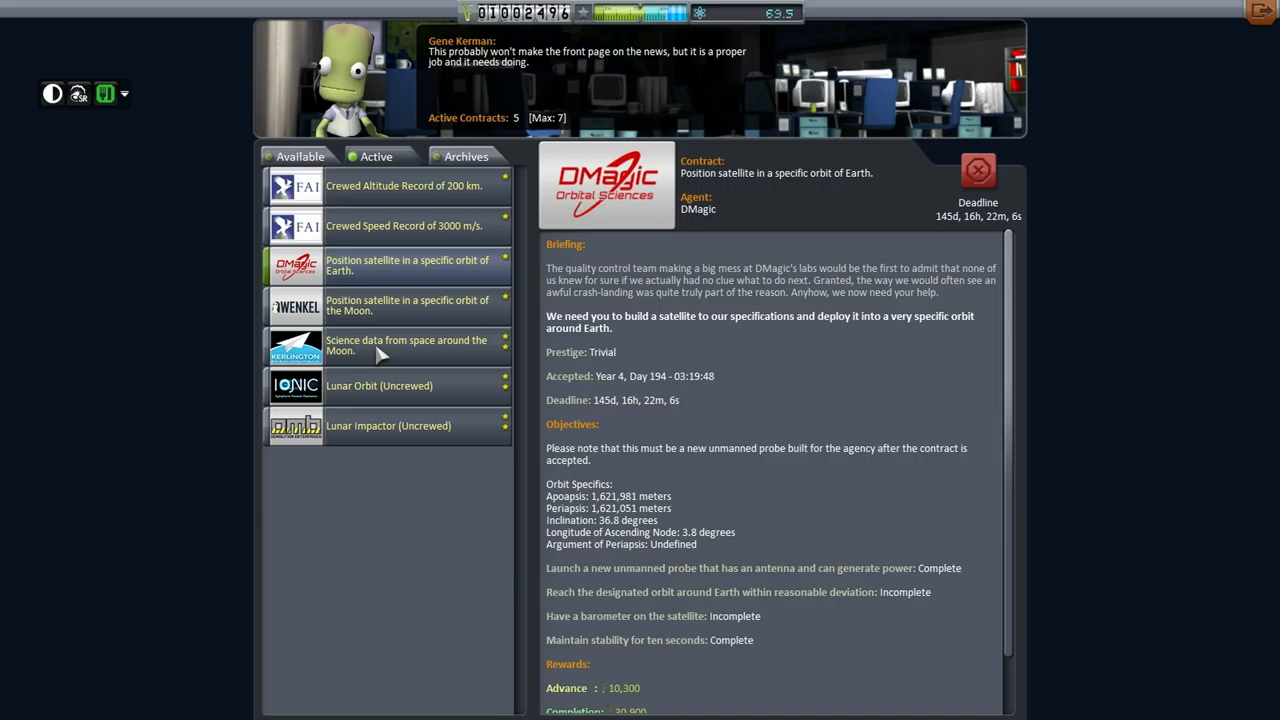 01002496
69.5
Gene Kerman:
This probably won't make the front page on the news, but it is a proper
job and it needs doing.
Active Contracts: 5 [Max: 7]
SR
Available
Active
Archives
FAI
Crewed Altitude Record of 200 km.
FAI
Crewed Speed Record of 3000 m/s.
DMagic
Orbital Sciences
Position satellite in a specific orbit of
Earth.
WENKEL
Position satellite in a specific orbit of
the Moon.
KERLINGTON
Science data from space around the
Moon.
IONIC
Lunar Orbit (Uncrewed)
DEMOLITION ENTERPRISES
Lunar Impactor (Uncrewed)
DMagic
Orbital Sciences
Contract:
Position satellite in a specific orbit of Earth.
Agent:
DMagic
Deadline
145d, 16h, 22m, 6s
Briefing:
The quality control team making a big mess at DMagic's labs would be the first to admit that none of
us knew for sure if we actually had no clue what to do next. Granted, the way we would often see an
awful crash-landing was quite truly part of the reason. Anyhow, we now need your help.
We need you to build a satellite to our specifications and deploy it into a very specific orbit
around Earth.
Prestige: Trivial
Accepted: Year 4, Day 194 - 03:19:48
Deadline: 145d, 16h, 22m, 6s
Objectives:
Please note that this must be a new unmanned probe built for the agency after the contract is
accepted.
Orbit Specifics:
Apoapsis: 1,621,981 meters
Periapsis: 1,621,051 meters
Inclination: 36.8 degrees
Longitude of Ascending Node: 3.8 degrees
Argument of Periapsis: Undefined
Launch a new unmanned probe that has an antenna and can generate power: Complete
Reach the designated orbit around Earth within reasonable deviation: Incomplete
Have a barometer on the satellite: Incomplete
Maintain stability for ten seconds: Complete
Rewards:
Advance : 10,300
Completion: 30,900